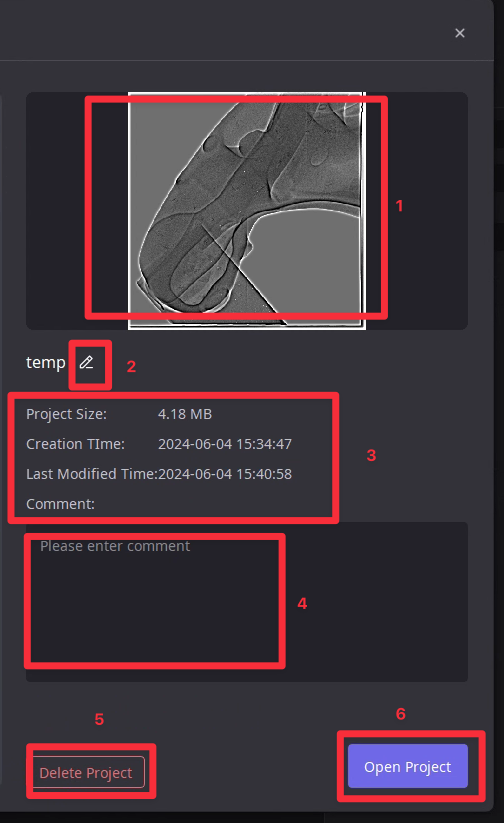 ×
1
temp
2
Project Size: 4.18 MB
Creation TIme: 2024-06-04 15:34:47
Last Modified Time:2024-06-04 15:40:58
3
Comment:
Please enter comment
4
5
6
Delete Project
Open Project